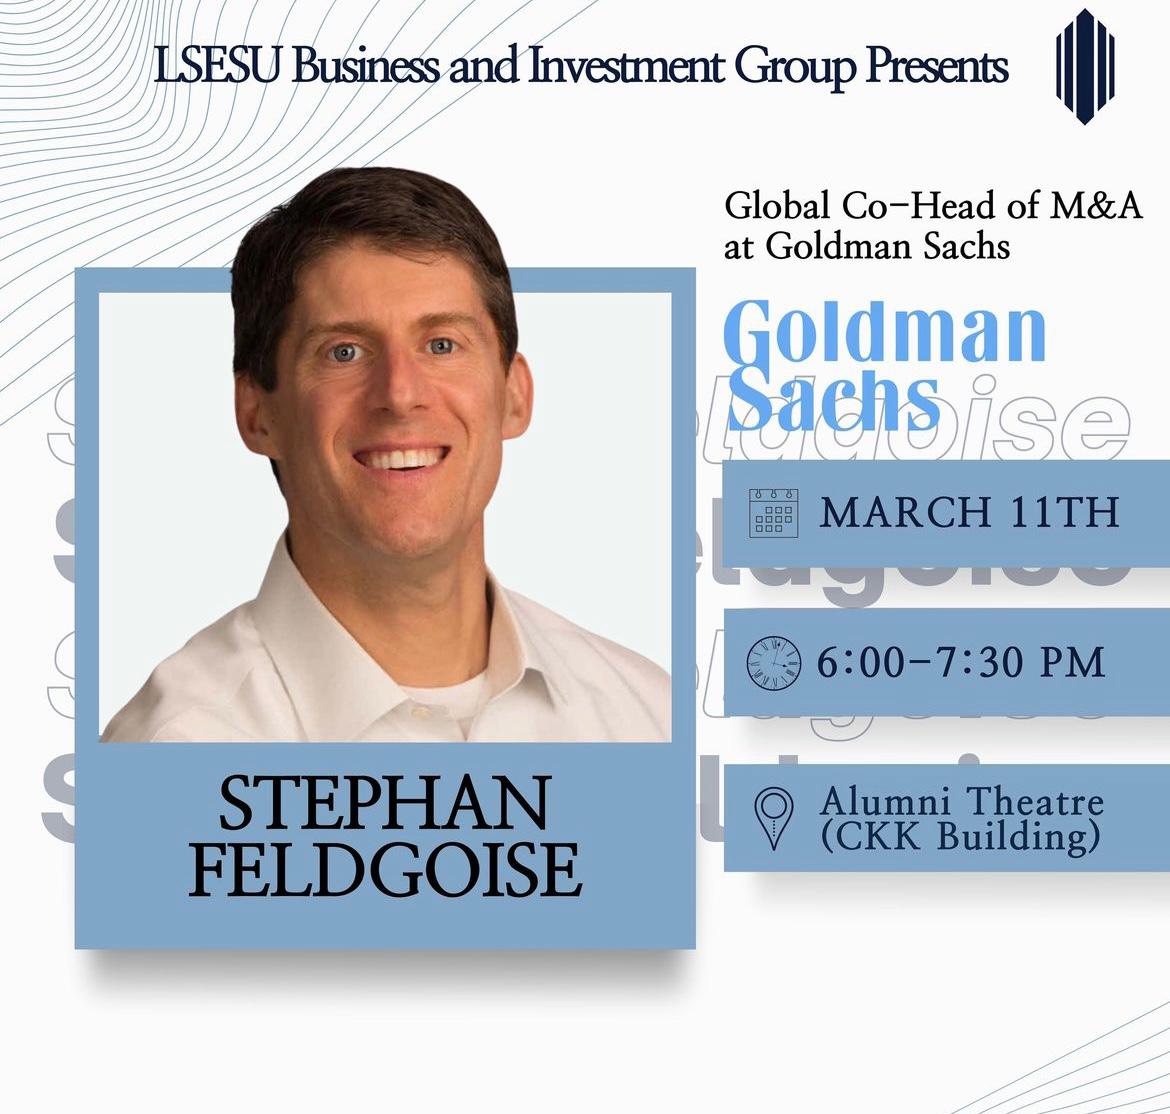 LSESU Business and Investment Group Presents
Global Co-Head of M&A
at Goldman Sachs
Goldman
Sachs
MARCH 11TH
6:00-7:30 PM
Alumni Theatre
(CKK Building)
STEPHAN
FELDGOISE